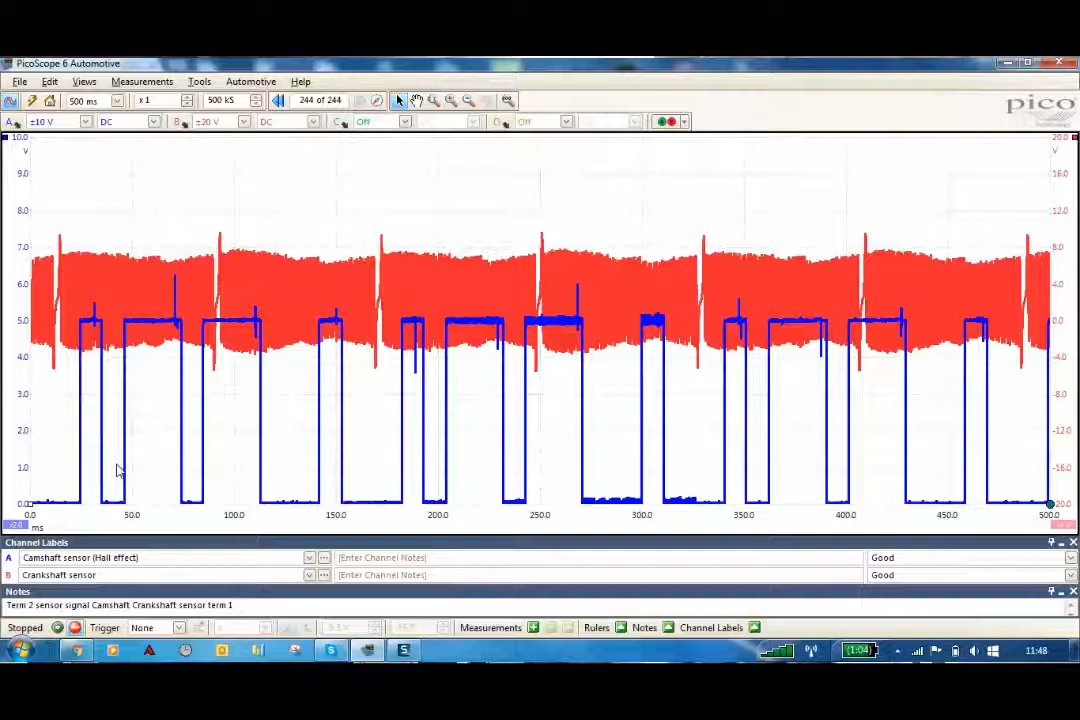 PicoScope 6 Automotive
File Edit Views Measurements Tools Automotive Help
500 ms x 1 500 kS 244 of 244
pico
A ±10 V DC B ±20 V DC C Off D Off
10.0 20.0
V V
9.0 16.0
8.0 12.0
7.0 8.0
6.0 4.0
5.0 0.0
4.0 -4.0
3.0 -8.0
2.0 -12.0
1.0 -16.0
0.0 -20.0
0.0 50.0 100.0 150.0 200.0 250.0 300.0 350.0 400.0 450.0 500.0
x2.0 ms
Channel Labels
A Camshaft sensor (Hall effect) [Enter Channel Notes] Good
B Crankshaft sensor [Enter Channel Notes] Good
Notes
Term 2 sensor signal Camshaft Crankshaft sensor term 1
Stopped Trigger None Measurements Rulers Notes Channel Labels
(1:04) 11:48